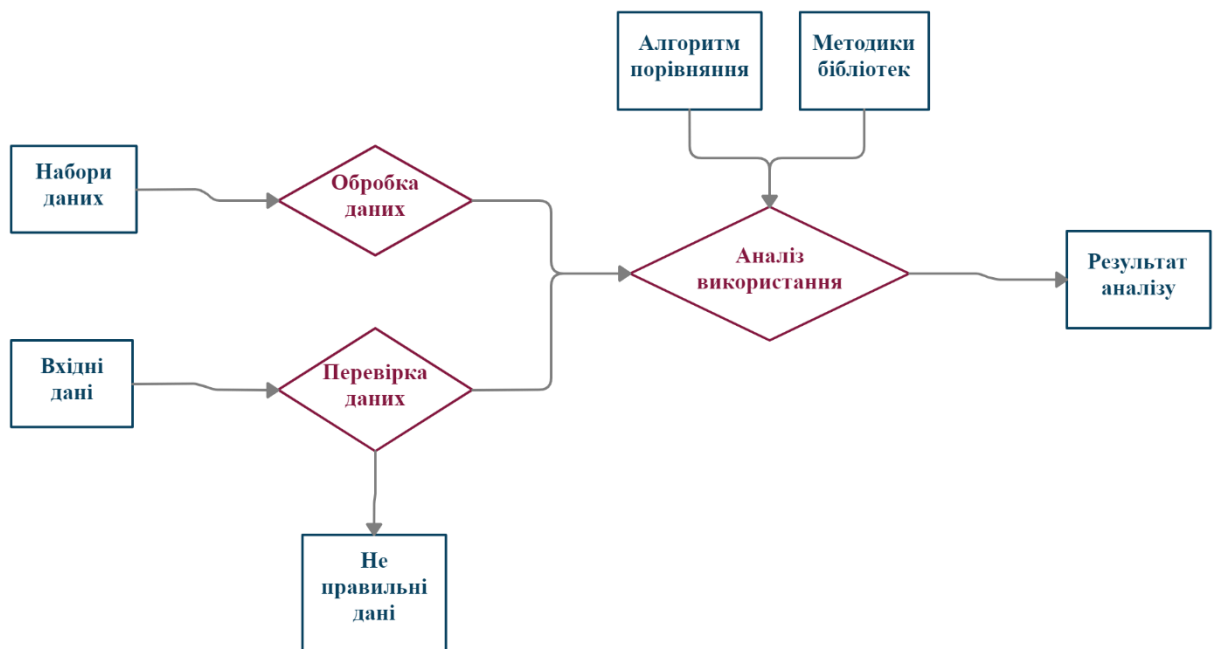 Алгоритм
порівняння
Методики
бібліотек
Набори
даних
Обробка
даних
Аналіз
використання
Результат
аналізу
Вхідні
дані
Перевірка
даних
Не
правильні
дані